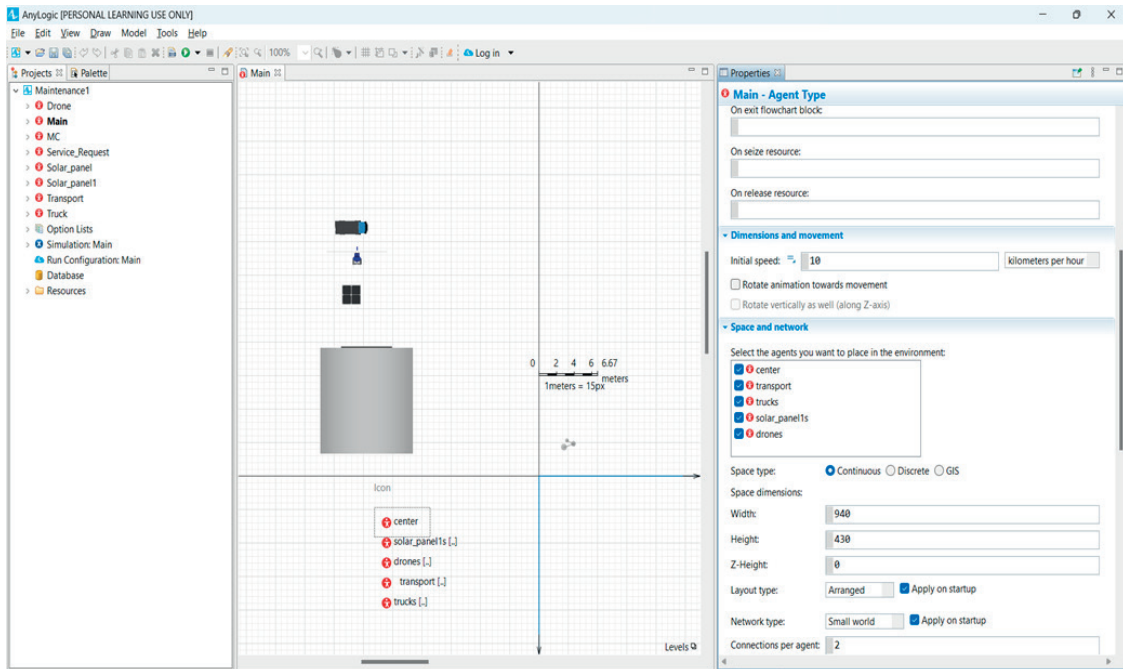 AnyLogic [PERSONAL LEARNING USE ONLY]
File Edit View Draw Model Tools Help
100% Log in
Projects Palette
Maintenance1
Drone
Main
MC
Service_Request
Solar_panel
Solar_panel1
Transport
Truck
Option Lists
Simulation: Main
Run Configuration: Main
Database
Resources
Main
0 2 4 6 6.67
meters
1meters = 15px
Icon
center
solar_panel1s [..]
drones [..]
transport [..]
trucks [..]
Levels
Properties
Main - Agent Type
On exit flowchart block:
On seize resource:
On release resource:
Dimensions and movement
Initial speed: 10 kilometers per hour
Rotate animation towards movement
Rotate vertically as well (along Z-axis)
Space and network
Select the agents you want to place in the environment:
center
transport
trucks
solar_panel1s
drones
Space type: Continuous Discrete GIS
Space dimensions:
Width: 940
Height: 430
Z-Height: 0
Layout type: Arranged Apply on startup
Network type: Small world Apply on startup
Connections per agent: 2